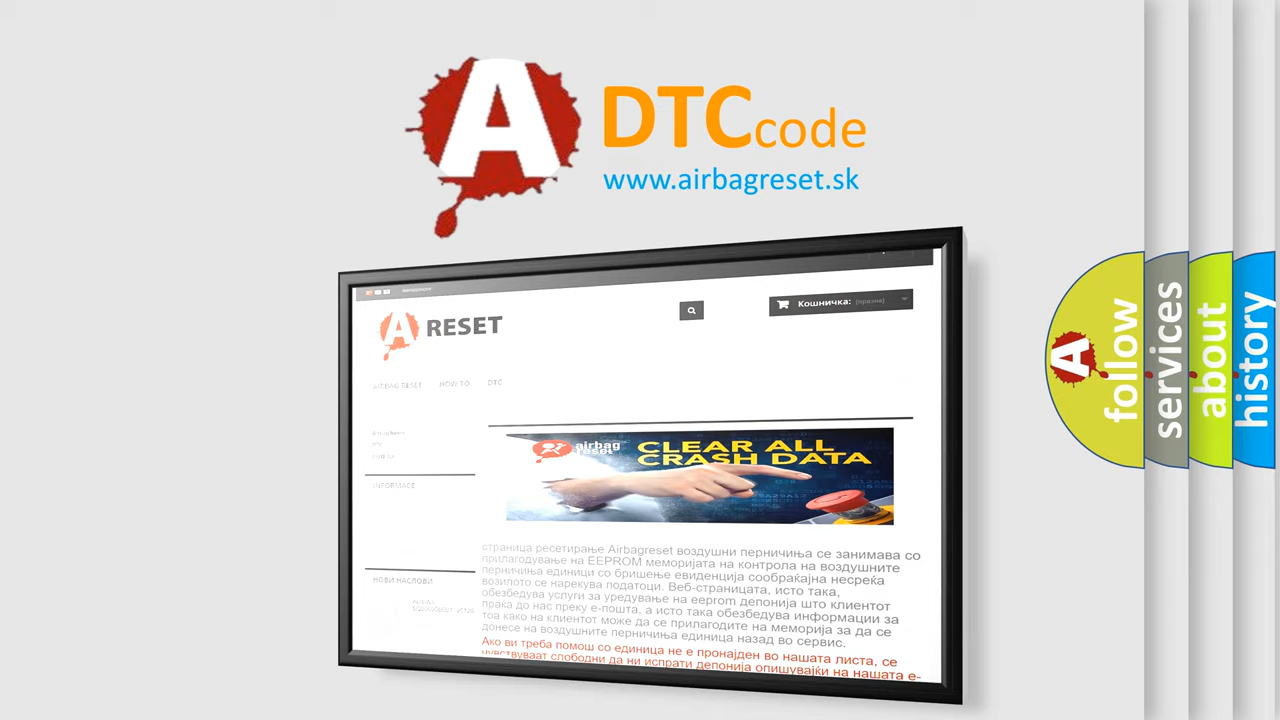 A
DTCcode
www.airbagreset.sk
A RESET
Кошничка: (празно)
AIRBAG RESET HOW TO DTC
INFORMACE
НОВИ НАСЛОВИ
airbag
reset
CLEAR ALL
CRASH DATA
страница ресетирање Airbagreset воздушни перничиња се занимава со
прилагодување на EEPROM меморијата на контрола на воздушните
перничиња единици со бришење евиденција сообраќајна несреќа
возилото се нарекува податоци. Веб-страницата, исто така,
обезбедува услуги за уредување на eeprom депонија што клиентот
праќа до нас преку е-пошта, а исто така обезбедува информации за
тоа како на клиентот може да се прилагодите на меморија за да се
донесе на воздушните перничиња единица назад во сервис.
Ако ви треба помош со единица не е пронајден во нашата листа, се
чувствуваат слободни да ни испрати депонија опишувајќи на нашата е-
A
follow
services
about
history